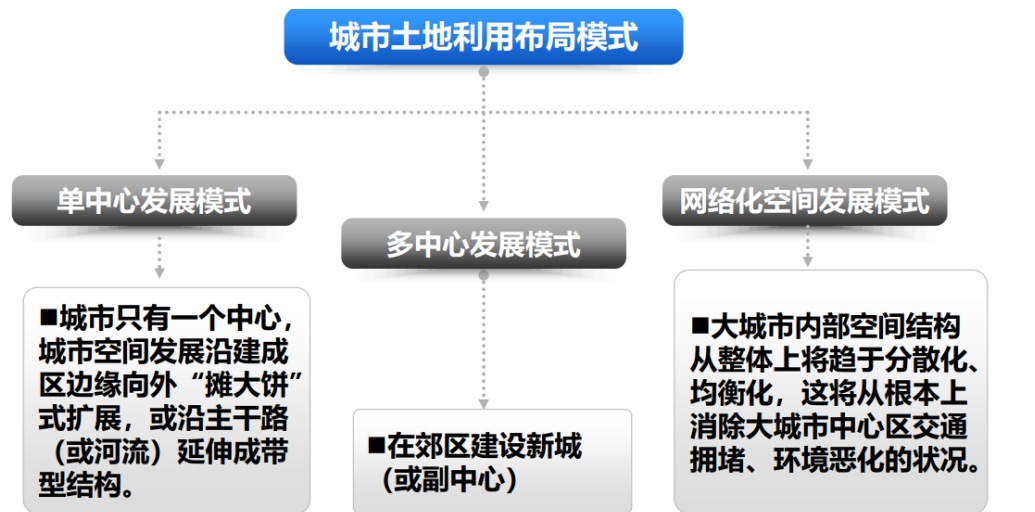 城市土地利用布局模式
单中心发展模式
多中心发展模式
网络化空间发展模式
■城市只有一个中心，
城市空间发展沿建成
区边缘向外“摊大饼”
式扩展，或沿主干路
（或河流）延伸成带
型结构。
■在郊区建设新城
（或副中心）
■大城市内部空间结构
从整体上将趋于分散化、
均衡化，这将从根本上
消除大城市中心区交通
拥堵、环境恶化的状况。